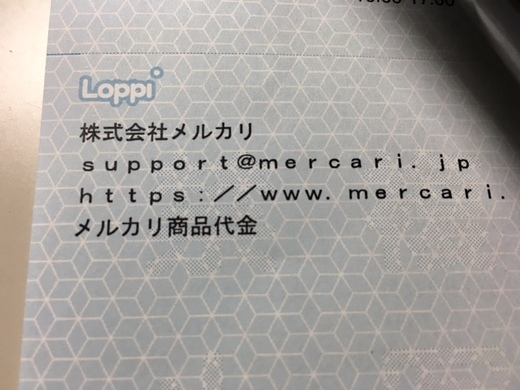 Loppi
株式会社メルカリ
ｓｕｐｐｏｒｔ＠ｍｅｒｃａｒｉ．ｊｐ
ｈｔｔｐｓ：／／ｗｗｗ．ｍｅｒｃａｒｉ．
メルカリ商品代金